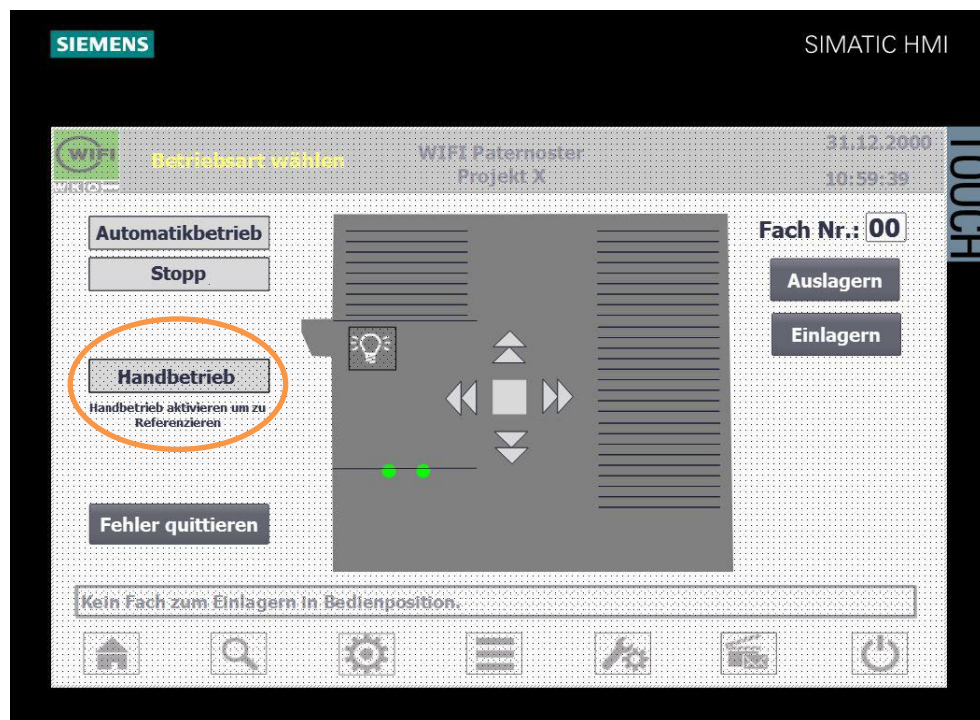 SIEMENS
SIMATIC HMI
TOUCH
WIFI
WKIO
Betriebsart wählen
WIFI Paternoster
Projekt X
31.12.2000
10:59:39
Automatikbetrieb
Stopp
Handbetrieb
Handbetrieb aktivieren um zu
Referenzieren
Fehler quittieren
Fach Nr.: 00
Auslagern
Einlagern
Kein Fach zum Einlagern in Bedienposition.